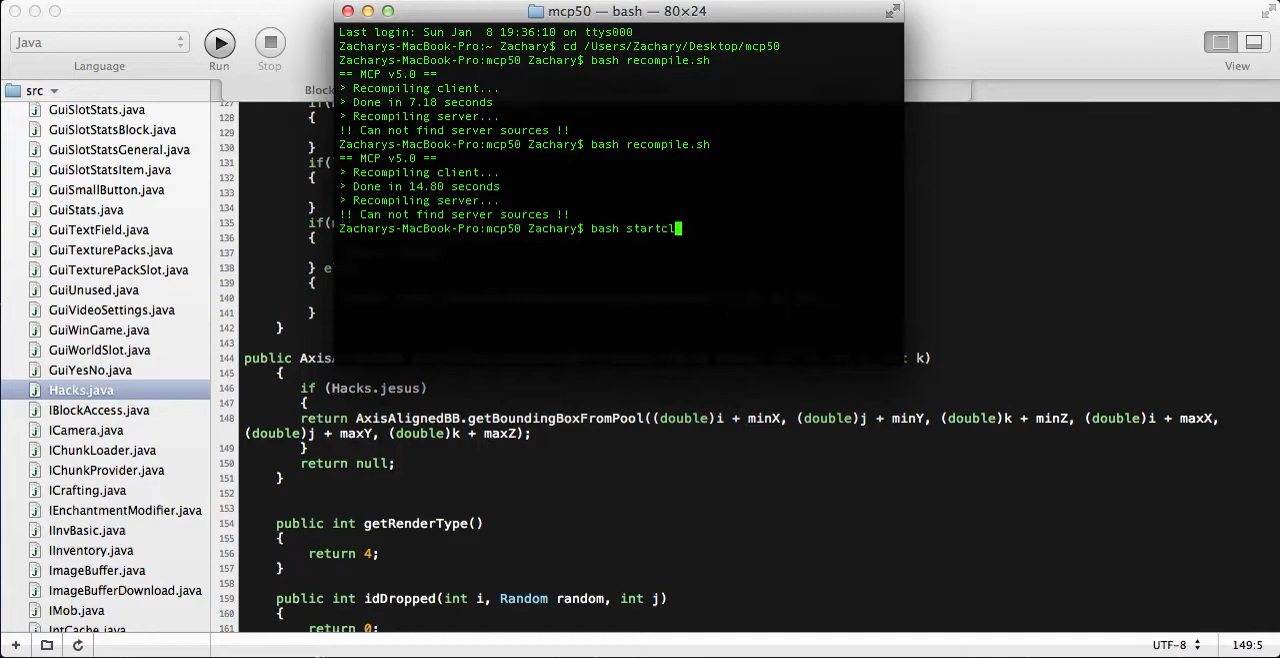 mcp50 — bash — 80×24
Java
Language
Run
Stop
View
Last login: Sun Jan  8 19:36:10 on ttys000
Zacharys-MacBook-Pro:~ Zachary$ cd /Users/Zachary/Desktop/mcp50
Zacharys-MacBook-Pro:mcp50 Zachary$ bash recompile.sh
== MCP v5.0 ==
> Recompiling client...
> Done in 7.18 seconds
> Recompiling server...
!! Can not find server sources !!
Zacharys-MacBook-Pro:mcp50 Zachary$ bash recompile.sh
== MCP v5.0 ==
> Recompiling client...
> Done in 14.80 seconds
> Recompiling server...
!! Can not find server sources !!
Zacharys-MacBook-Pro:mcp50 Zachary$ bash startcl
src
GuiSlotStats.java
GuiSlotStatsBlock.java
GuiSlotStatsGeneral.java
GuiSlotStatsItem.java
GuiSmallButton.java
GuiStats.java
GuiTextField.java
GuiTexturePacks.java
GuiTexturePackSlot.java
GuiUnused.java
GuiVideoSettings.java
GuiWinGame.java
GuiWorldSlot.java
GuiYesNo.java
Hacks.java
IBlockAccess.java
ICamera.java
IChunkLoader.java
IChunkProvider.java
ICrafting.java
IEnchantmentModifier.java
IInvBasic.java
IInventory.java
ImageBuffer.java
ImageBufferDownload.java
IMob.java
IntCache.java
Block
127 if(
128 {
129
130 }
131 if(
132 {
133
134 }
135 if(
136 {
137
138 } e
139 {
140
141 }
142 }
143
144 public Axis k)
145 {
146 if (Hacks.jesus)
147 {
148 return AxisAlignedBB.getBoundingBoxFromPool((double)i + minX, (double)j + minY, (double)k + minZ, (double)i + maxX,
(double)j + maxY, (double)k + maxZ);
149 }
150 return null;
151 }
152
153
154 public int getRenderType()
155 {
156 return 4;
157 }
158
159 public int idDropped(int i, Random random, int j)
160 {
161 return 0;
UTF-8
149:5